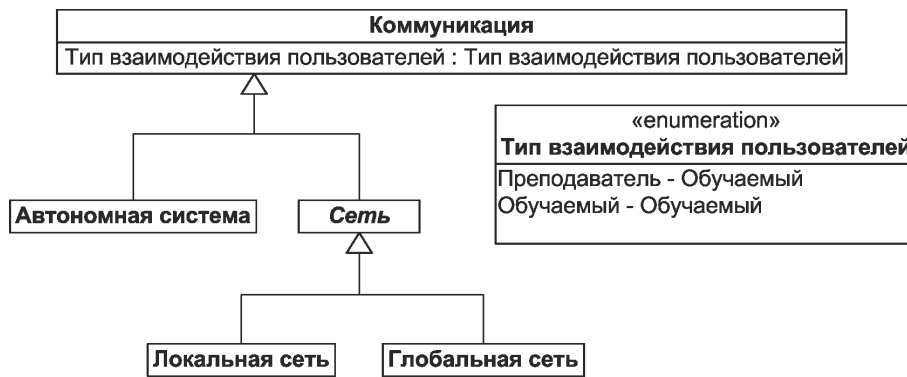 Коммуникация
Тип взаимодействия пользователей : Тип взаимодействия пользователей
«enumeration»
Тип взаимодействия пользователей
Преподаватель - Обучаемый
Обучаемый - Обучаемый
Автономная система
Сеть
Локальная сеть
Глобальная сеть